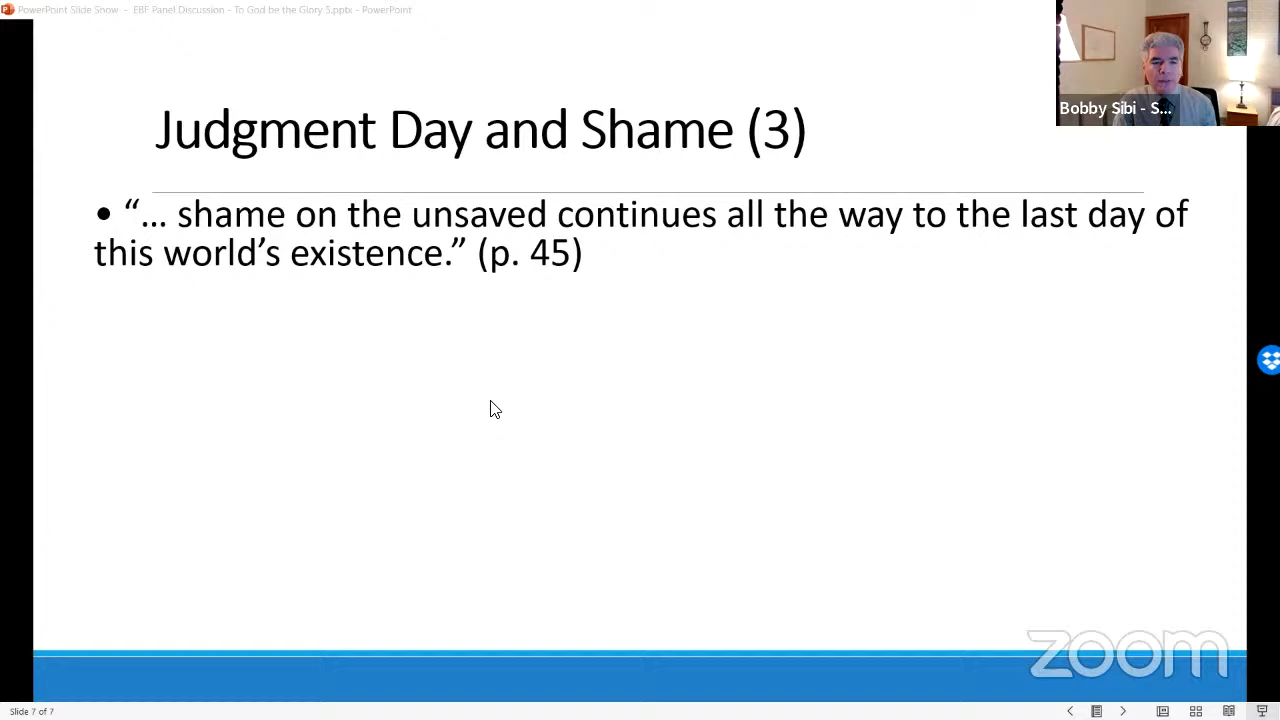 PowerPoint Slide Show - EBF Panel Discussion - To God be the Glory 5.pptx - PowerPoint
Bobby Sibi - S...
Judgment Day and Shame (3)
• “... shame on the unsaved continues all the way to the last day of
this world’s existence.” (p. 45)
zoom
Slide 7 of 7